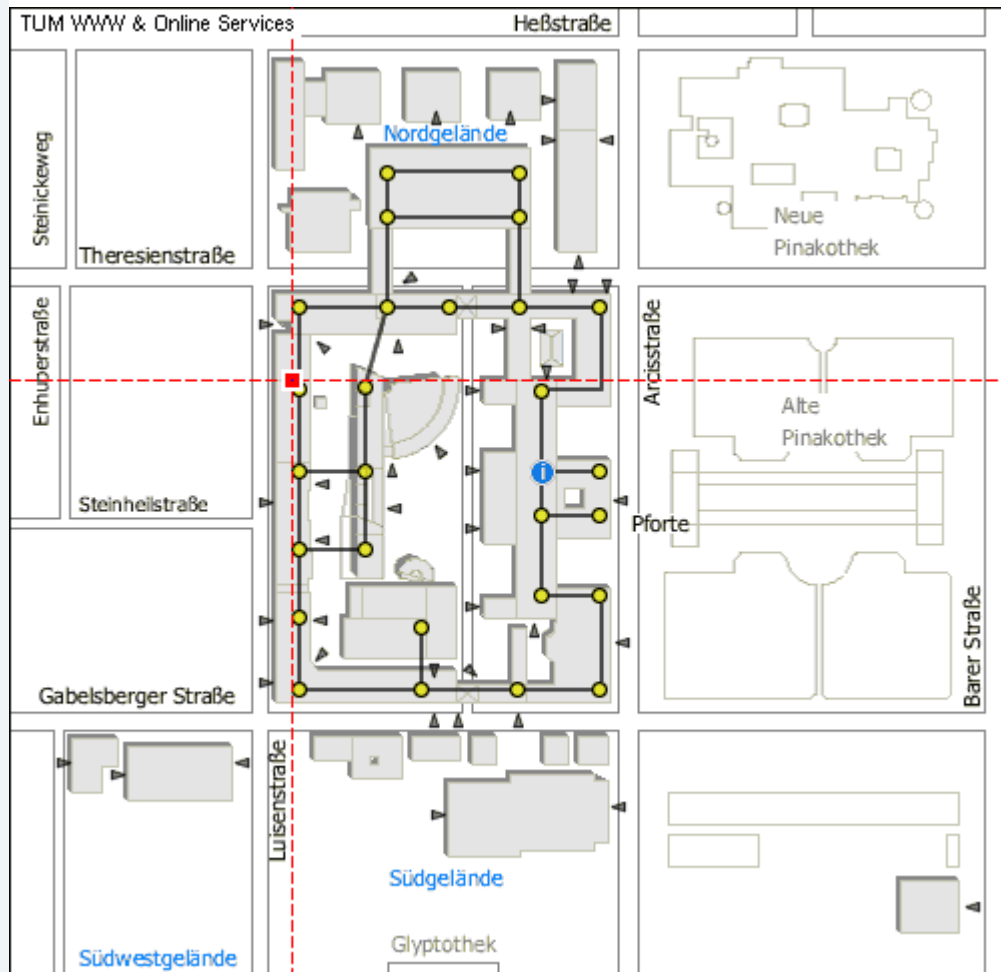 TUM WWW & Online Services
Heßstraße
Nordgelände
Steinickeweg
Neue
Pinakothek
Theresienstraße
Enhuperstraße
Arcisstraße
Alte
Pinakothek
i
Steinheilstraße
Pforte
Barer Straße
Gabelsberger Straße
Luisenstraße
Südgelände
Glyptothek
Südwestgelände